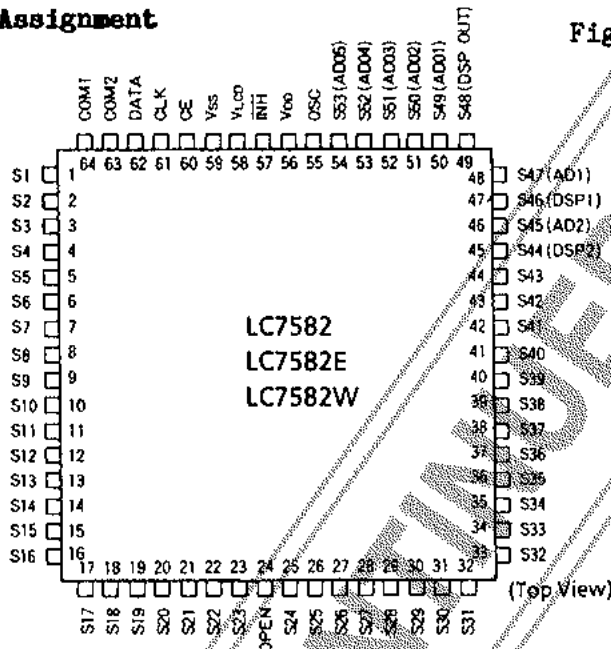 Assignment
Fig
COM1 COM2 DATA CLK CE VSS VLCD INH VDD OSC S53(AD05) S52(AD04) S51(AD03) S50(AD02) S49(AD01) S48(DSP OUT)
64 63 62 61 60 59 58 57 56 55 54 53 52 51 50 49
S1 1 48 S47(AD1)
S2 2 47 S46(DSP1)
S3 3 46 S45(AD2)
S4 4 45 S44(DSP2)
S5 5 44 S43
S6 6 43 S42
S7 7 42 S41
S8 8 41 S40
S9 9 40 S39
S10 10 39 S38
S11 11 38 S37
S12 12 37 S36
S13 13 36 S35
S14 14 35 S34
S15 15 34 S33
S16 16 33 S32
LC7582
LC7582E
LC7582W
17 18 19 20 21 22 23 24 25 26 27 28 29 30 31 32
S17 S18 S19 S20 S21 S22 S23 OPEN S24 S25 S26 S27 S28 S29 S30 S31
(Top View)
TINUE